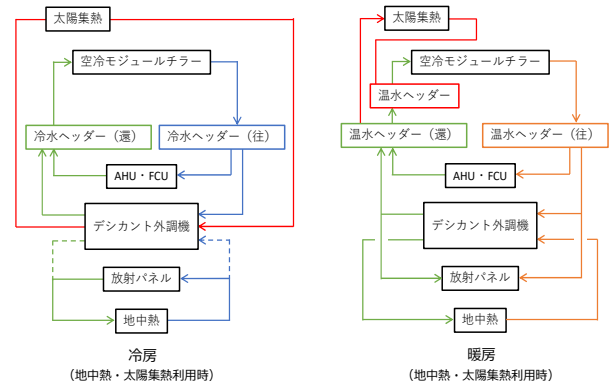 太陽集熱
空冷モジュールチラー
冷水ヘッダー（還）
冷水ヘッダー（往）
AHU・FCU
デシカント外調機
放射パネル
地中熱
冷房
（地中熱・太陽集熱利用時）
太陽集熱
空冷モジュールチラー
温水ヘッダー
温水ヘッダー（還）
温水ヘッダー（往）
AHU・FCU
デシカント外調機
放射パネル
地中熱
暖房
（地中熱・太陽集熱利用時）